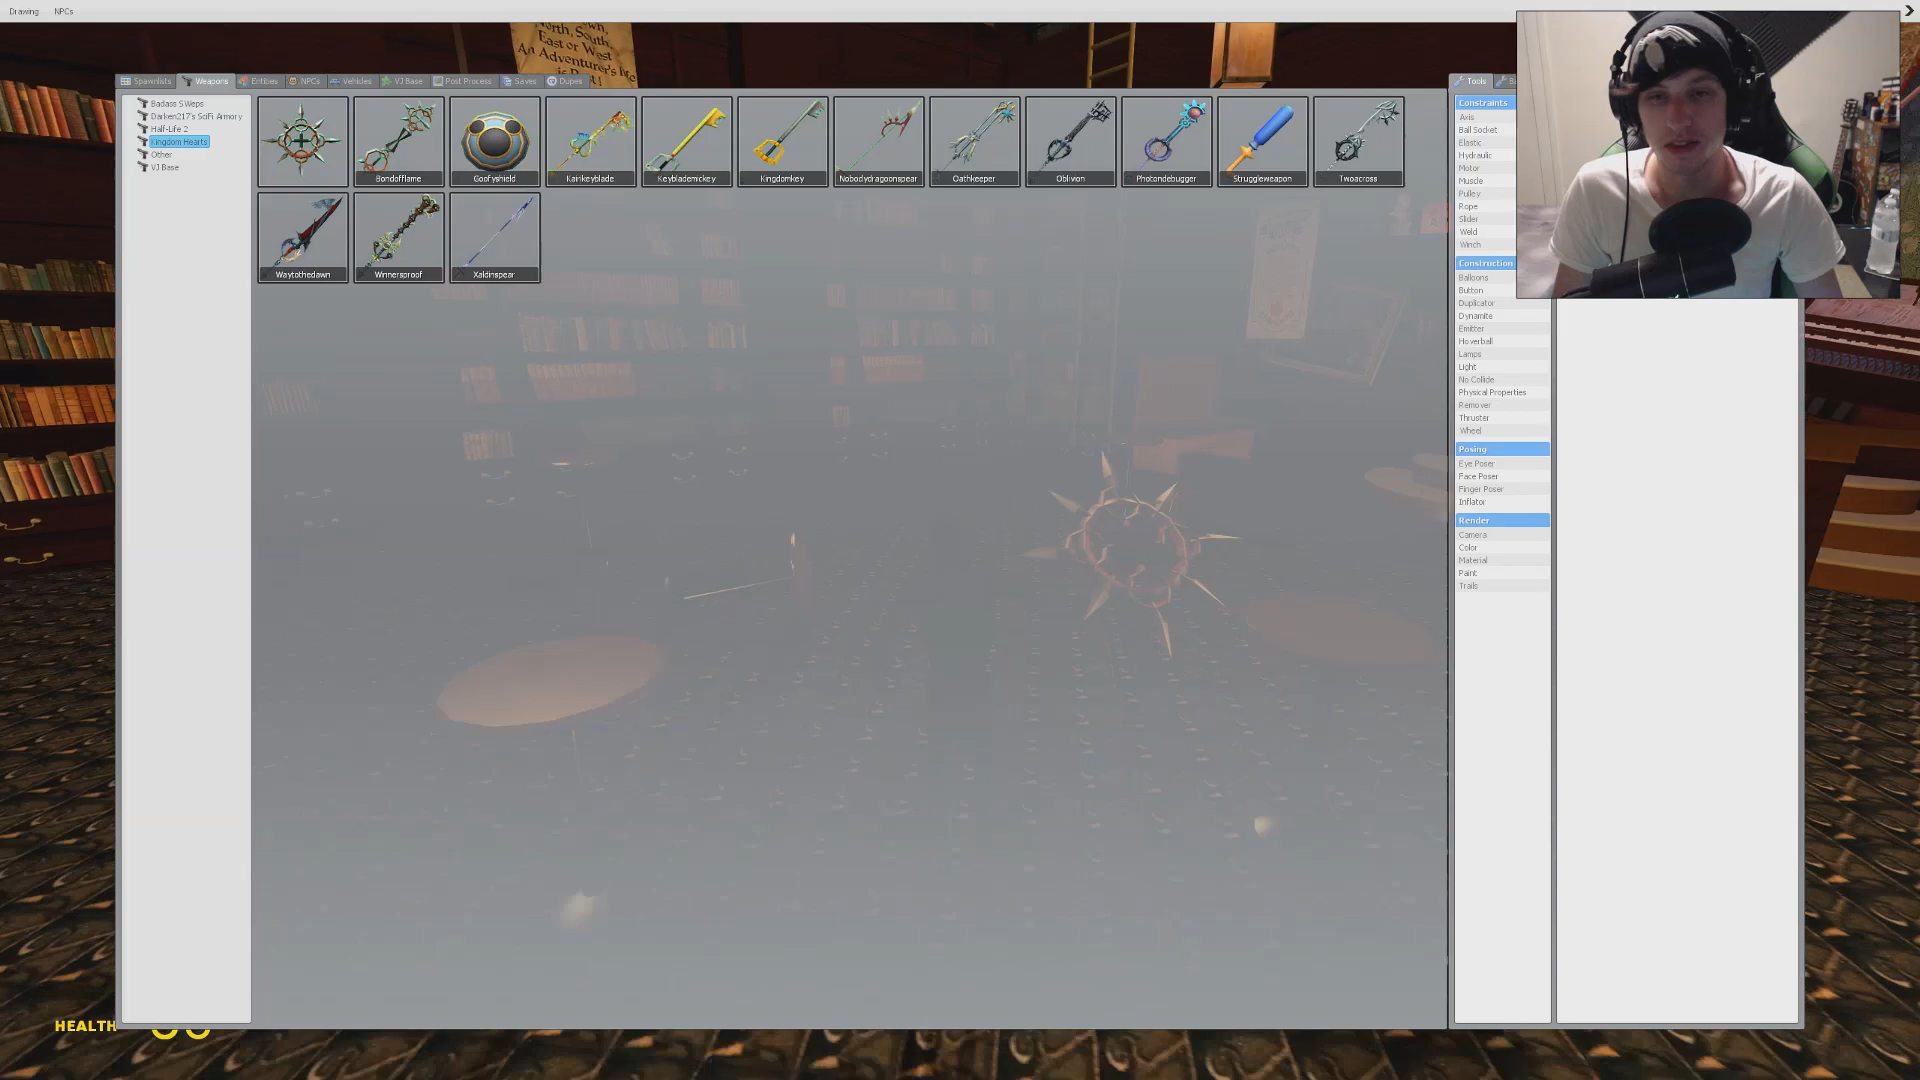 Drawing NPCs
North, South,
East or West
An Adventurer's life
Spawnlists Weapons Entities NPCs Vehicles VJ Base Post Process Saves Dupes
Tools
Badass SWeps
Darken217's SciFi Armory
Half-Life 2
Kingdom Hearts
Other
VJ Base
Bondofflame Goofyshield Kairikeyblade Keyblademickey Kingdomkey Nobodydragoonspear Oathkeeper Oblivion Photondebugger Struggleweapon Twoacross
Waytothedawn Winnersproof Xaldinspear
Constraints
Axis
Ball Socket
Elastic
Hydraulic
Motor
Muscle
Pulley
Rope
Slider
Weld
Winch
Construction
Balloons
Button
Duplicator
Dynamite
Emitter
Hoverball
Lamps
Light
No Collide
Physical Properties
Remover
Thruster
Wheel
Posing
Eye Poser
Face Poser
Finger Poser
Inflator
Render
Camera
Color
Material
Paint
Trails
HEALTH